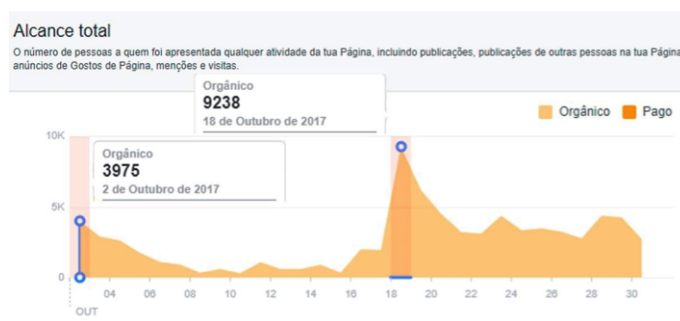 Alcance total
O número de pessoas a quem foi apresentada qualquer atividade da tua Página, incluindo publicações, publicações de outras pessoas na tua Página
anúncios de Gostos de Página, menções e visitas.
Orgânico
9238
18 de Outubro de 2017
Orgânico
Pago
10K
Orgânico
3975
2 de Outubro de 2017
5K
0
04 06 08 10 12 14 16 18 20 22 24 26 28 30
OUT